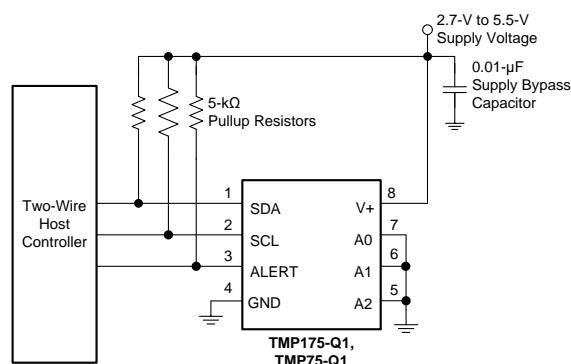 2.7-V to 5.5-V
Supply Voltage
0.01-μF
Supply Bypass
Capacitor
5-kΩ
Pullup Resistors
Two-Wire
Host
Controller
1
SDA
2
SCL
3
ALERT
4
GND
8
V+
7
A0
6
A1
5
A2
TMP175-Q1,
TMP75-Q1